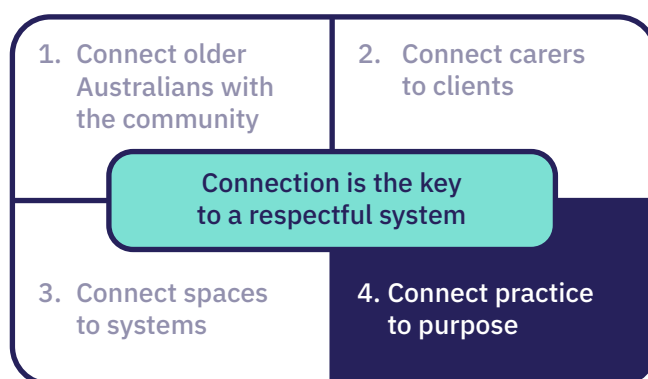 1. Connect older
Australians with
the community
2. Connect carers
to clients
Connection is the key
to a respectful system
3. Connect spaces
to systems
4. Connect practice
to purpose